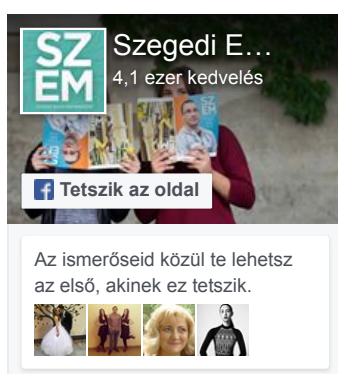 SZ
EM
Szegedi E...
4,1 ezer kedvelés
Tetszik az oldal
Az ismerőseid közül te lehetsz
az első, akinek ez tetszik.